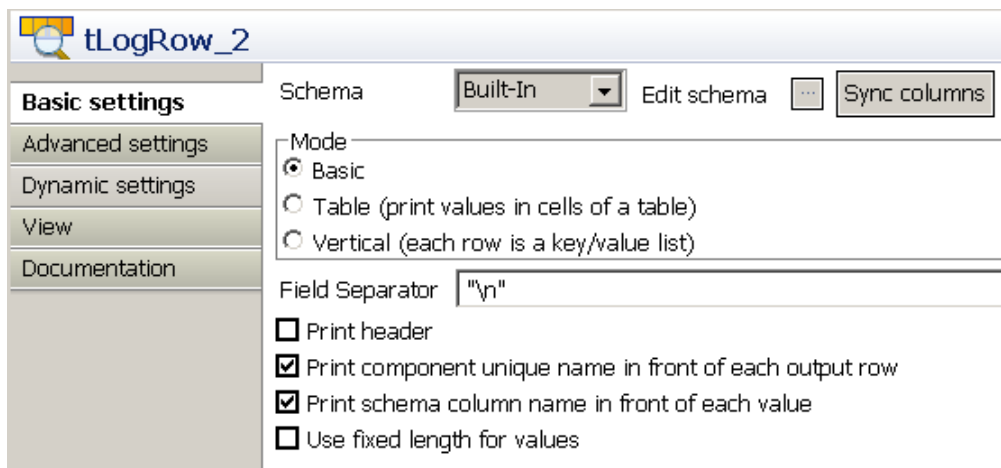 tLogRow_2
Basic settings
Advanced settings
Dynamic settings
View
Documentation
Schema Built-In Edit schema ... Sync columns
Mode
Basic
Table (print values in cells of a table)
Vertical (each row is a key/value list)
Field Separator "\n"
Print header
Print component unique name in front of each output row
Print schema column name in front of each value
Use fixed length for values